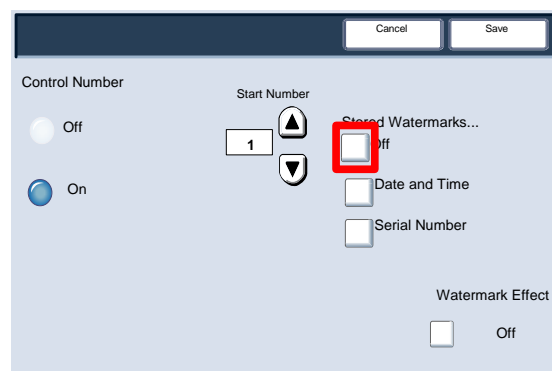 Cancel Save
Control Number
Start Number
Off
1
Stored Watermarks...
Off
On
Date and Time
Serial Number
Watermark Effect
Off